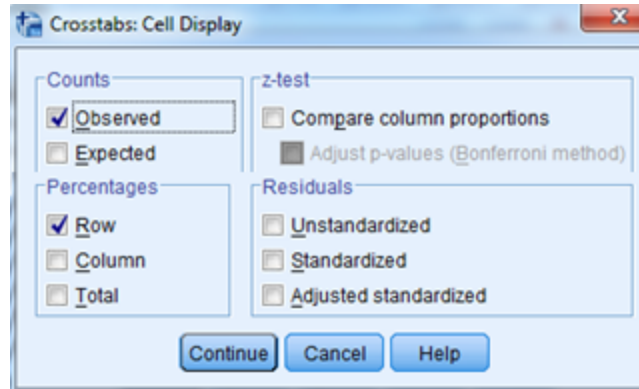 Crosstabs: Cell Display
Counts
Observed
Expected
z-test
Compare column proportions
Adjust p-values (Bonferroni method)
Percentages
Row
Column
Total
Residuals
Unstandardized
Standardized
Adjusted standardized
Continue Cancel Help